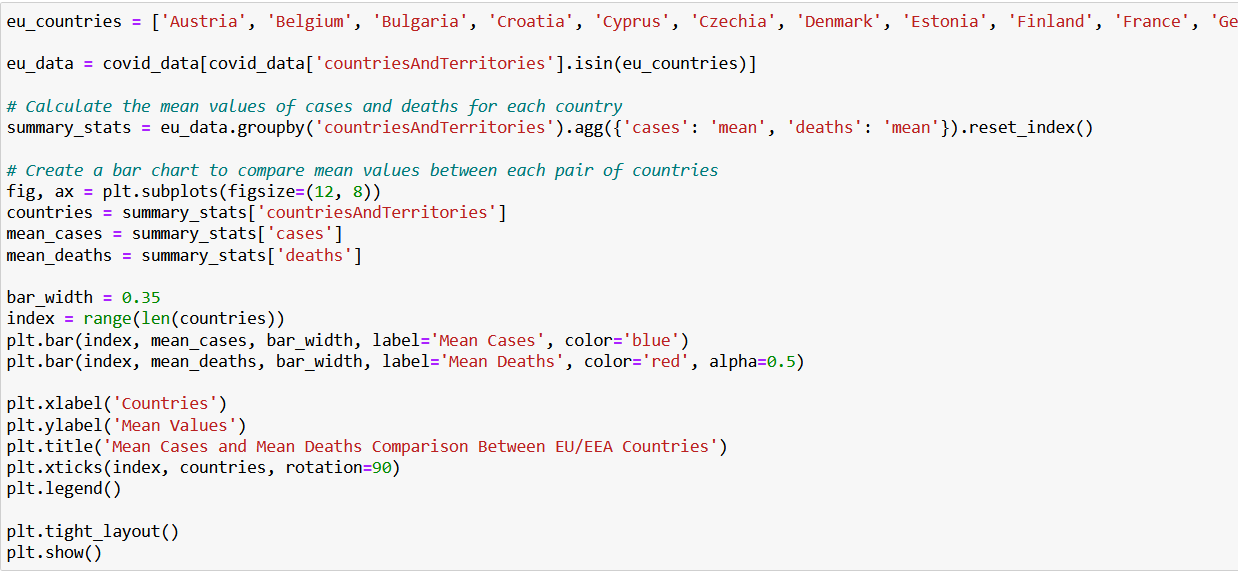 eu_countries = ['Austria', 'Belgium', 'Bulgaria', 'Croatia', 'Cyprus', 'Czechia', 'Denmark', 'Estonia', 'Finland', 'France', 'Ge
eu_data = covid_data[covid_data['countriesAndTerritories'].isin(eu_countries)]
# Calculate the mean values of cases and deaths for each country
summary_stats = eu_data.groupby('countriesAndTerritories').agg({'cases': 'mean', 'deaths': 'mean'}).reset_index()
# Create a bar chart to compare mean values between each pair of countries
fig, ax = plt.subplots(figsize=(12, 8))
countries = summary_stats['countriesAndTerritories']
mean_cases = summary_stats['cases']
mean_deaths = summary_stats['deaths']
bar_width = 0.35
index = range(len(countries))
plt.bar(index, mean_cases, bar_width, label='Mean Cases', color='blue')
plt.bar(index, mean_deaths, bar_width, label='Mean Deaths', color='red', alpha=0.5)
plt.xlabel('Countries')
plt.ylabel('Mean Values')
plt.title('Mean Cases and Mean Deaths Comparison Between EU/EEA Countries')
plt.xticks(index, countries, rotation=90)
plt.legend()
plt.tight_layout()
plt.show()